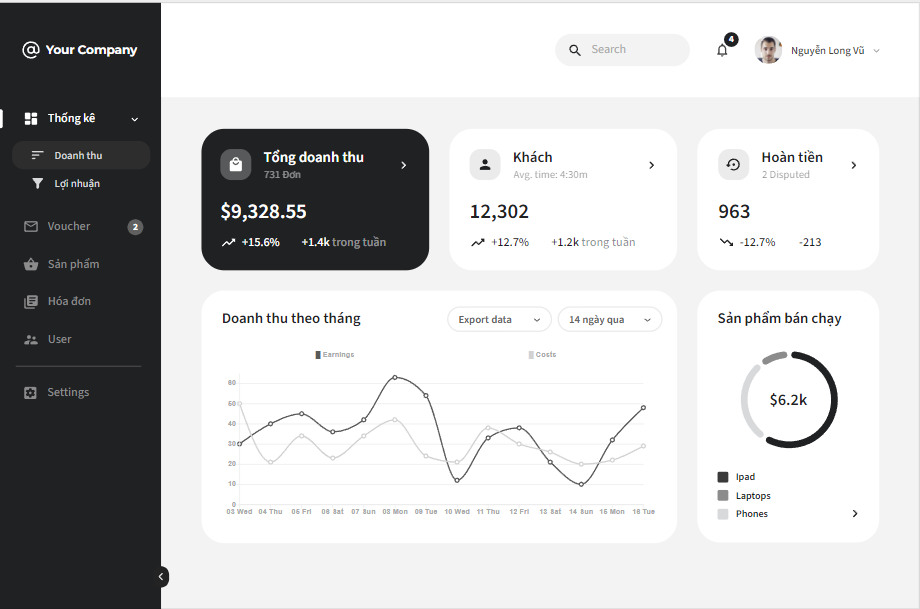 @ Your Company
Search
4
Nguyễn Long Vũ
Thống kê
Doanh thu
Lợi nhuận
Voucher
2
Sản phẩm
Hóa đơn
User
Settings
Tổng doanh thu
731 Đơn
$9,328.55
+15.6% +1.4k trong tuần
Khách
Avg. time: 4:30m
12,302
+12.7% +1.2k trong tuần
Hoàn tiền
2 Disputed
963
-12.7% -213
Doanh thu theo tháng
Export data
14 ngày qua
Earnings
Costs
60
50
40
30
20
10
0
03 Wed 04 Thu 05 Fri 06 Sat 07 Sun 08 Mon 09 Tue 10 Wed 11 Thu 12 Fri 13 Sat 14 Sun 15 Mon 16 Tue
Sản phẩm bán chạy
$6.2k
Ipad
Laptops
Phones